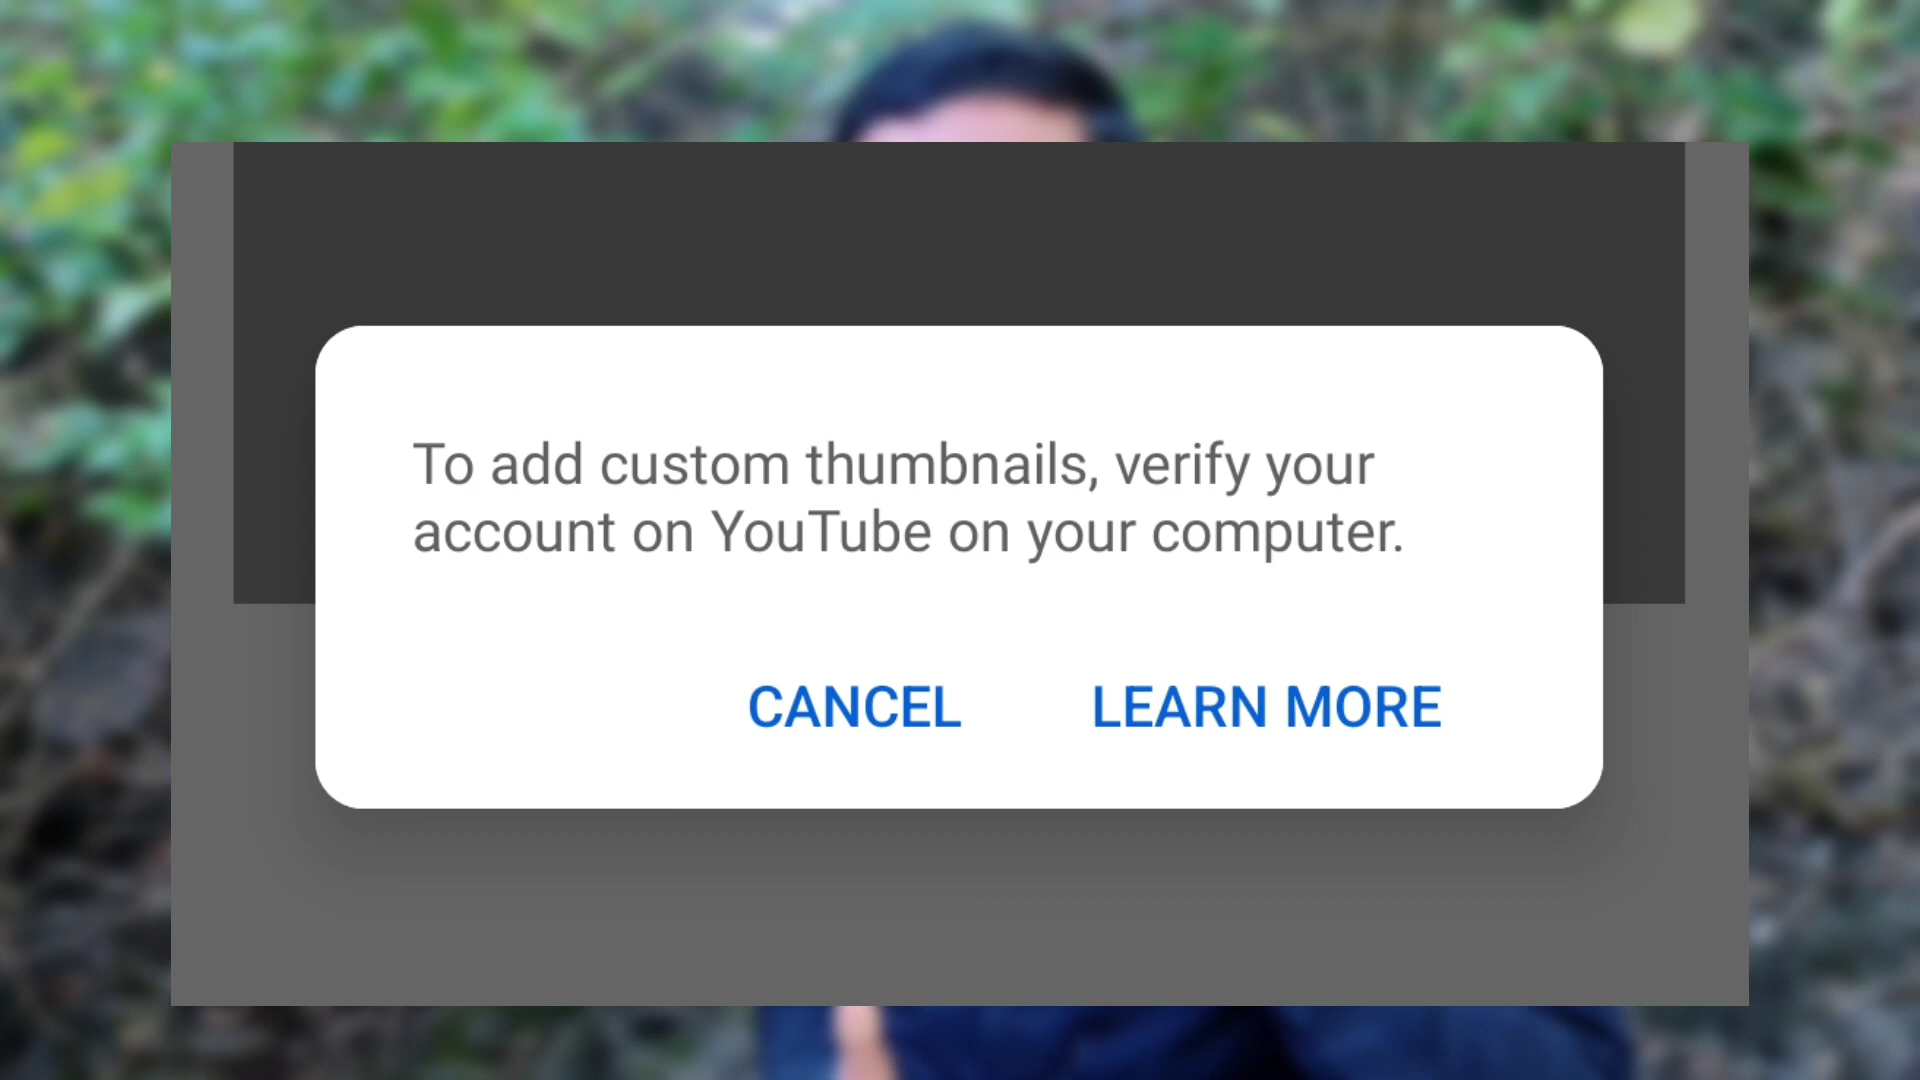 To add custom thumbnails, verify your
account on YouTube on your computer.
CANCEL LEARN MORE